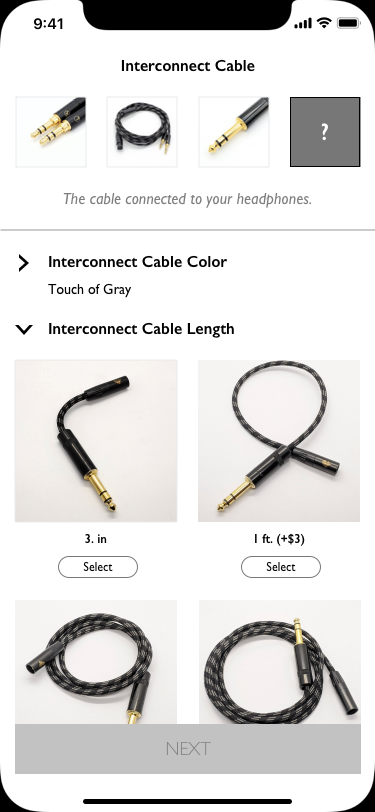 9:41
Interconnect Cable
?
The cable connected to your headphones.
Interconnect Cable Color
Touch of Gray
Interconnect Cable Length
3. in
1 ft. (+$3)
Select
Select
NEXT